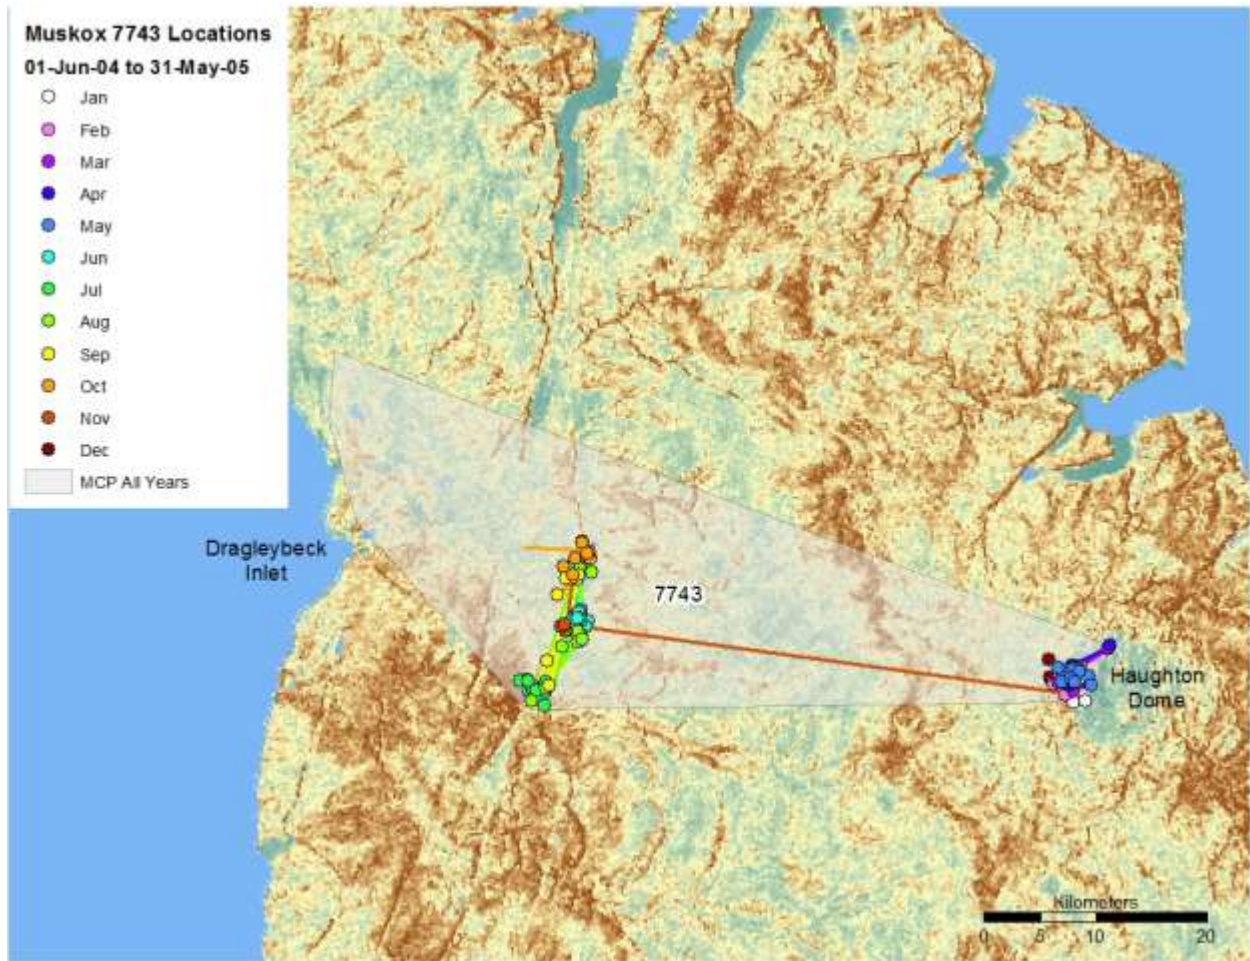 Muskox 7743 Locations
01-Jun-04 to 31-May-05
Jan
Feb
Mar
Apr
May
Jun
Jul
Aug
Sep
Oct
Nov
Dec
MCP All Years
Dragleybeck
Inlet
7743
Haughton
Dome
Kilometers
0 5 10 20